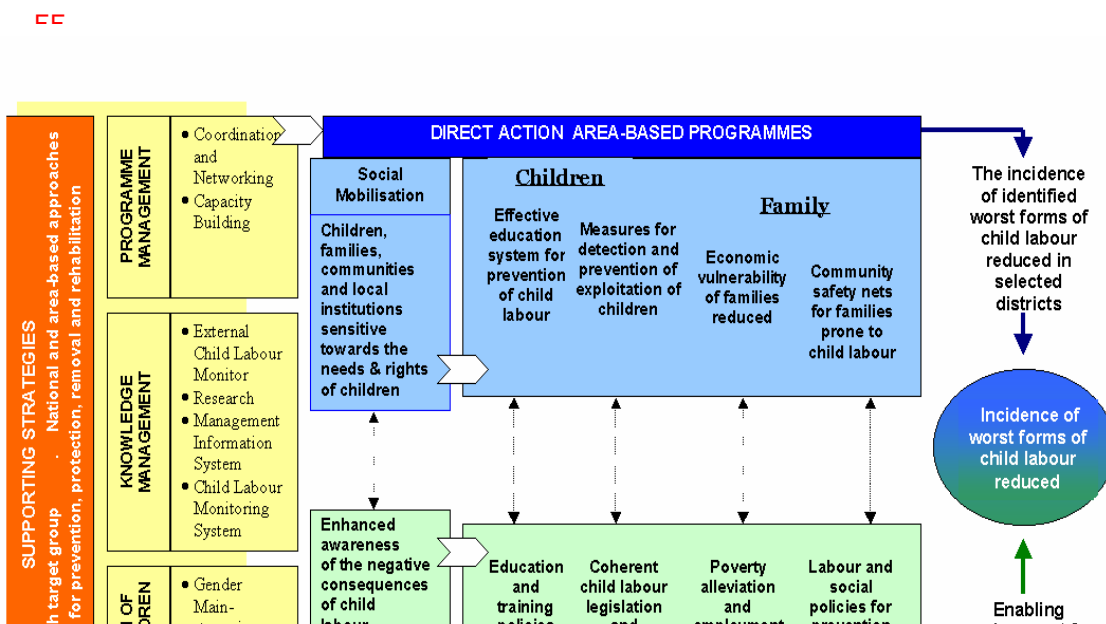 SUPPORTING STRATEGIES
target group . National and area-based approaches
for prevention, protection, removal and rehabilitation
PROGRAMME
MANAGEMENT
• Coordination
and
Networking
• Capacity
Building
KNOWLEDGE
MANAGEMENT
• External
Child Labour
Monitor
• Research
• Management
Information
System
• Child Labour
Monitoring
System
OF
• Gender
Main-
DIRECT ACTION AREA-BASED PROGRAMMES
Social
Mobilisation
Children,
families,
communities
and local
institutions
sensitive
towards the
needs & rights
of children
Children
Effective
education
system for
prevention
of child
labour
Measures for
detection and
prevention of
exploitation of
children
Family
Economic
vulnerability
of families
reduced
Community
safety nets
for families
prone to
child labour
The incidence
of identified
worst forms of
child labour
reduced in
selected
districts
Incidence of
worst forms of
child labour
reduced
Enhanced
awareness
of the negative
consequences
of child
labour
Education
and
training
policies
Coherent
child labour
legislation
and
Poverty
alleviation
and
employment
Labour and
social
policies for
prevention
Enabling